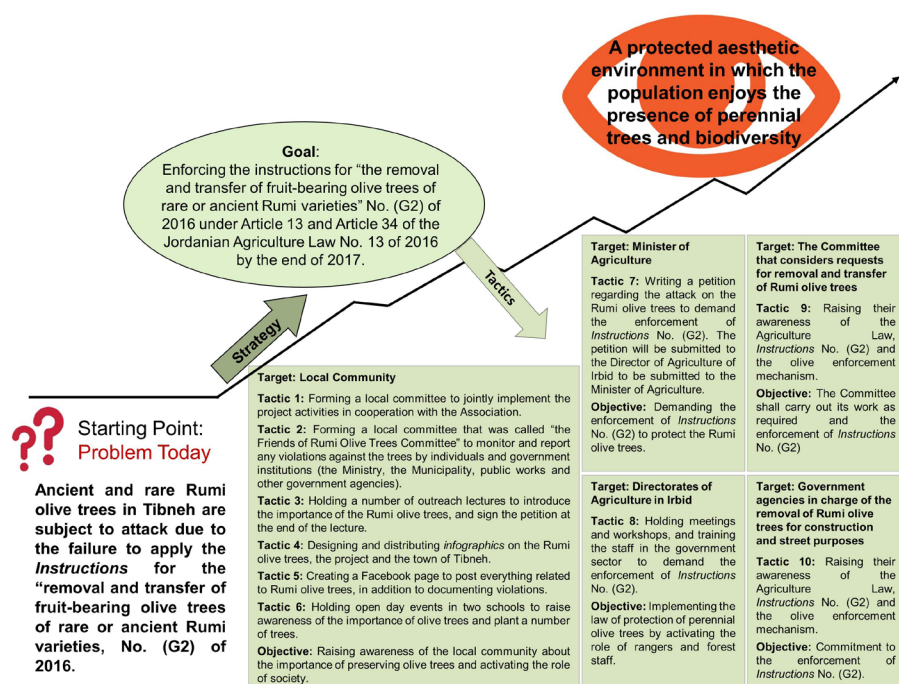 A protected aesthetic
environment in which the
population enjoys the
presence of perennial
trees and biodiversity
Goal:
Enforcing the instructions for “the removal
and transfer of fruit-bearing olive trees of
rare or ancient Rumi varieties” No. (G2) of
2016 under Article 13 and Article 34 of the
Jordanian Agriculture Law No. 13 of 2016
by the end of 2017.
Strategy
Tactics
??
Starting Point:
Problem Today
Ancient and rare Rumi
olive trees in Tibneh are
subject to attack due to
the failure to apply the
Instructions for the
“removal and transfer of
fruit-bearing olive trees
of rare or ancient Rumi
varieties, No. (G2) of
2016.
Target: Local Community
Tactic 1: Forming a local committee to jointly implement the
project activities in cooperation with the Association.
Tactic 2: Forming a local committee that was called “the
Friends of Rumi Olive Trees Committee” to monitor and report
any violations against the trees by individuals and government
institutions (the Ministry, the Municipality, public works and
other government agencies).
Tactic 3: Holding a number of outreach lectures to introduce
the importance of the Rumi olive trees, and sign the petition at
the end of the lecture.
Tactic 4: Designing and distributing infographics on the Rumi
olive trees, the project and the town of Tibneh.
Tactic 5: Creating a Facebook page to post everything related
to Rumi olive trees, in addition to documenting violations.
Tactic 6: Holding open day events in two schools to raise
awareness of the importance of olive trees and plant a number
of trees.
Objective: Raising awareness of the local community about
the importance of preserving olive trees and activating the role
of society.
Target: Minister of
Agriculture
Tactic 7: Writing a petition
regarding the attack on the
Rumi olive trees to demand
the enforcement of
Instructions No. (G2). The
petition will be submitted to
the Director of Agriculture of
Irbid to be submitted to the
Minister of Agriculture.
Objective: Demanding the
enforcement of Instructions
No. (G2) to protect the Rumi
olive trees.
Target: The Committee
that considers requests
for removal and transfer
of Rumi olive trees
Tactic 9: Raising their
awareness of the
Agriculture Law,
Instructions No. (G2) and
the olive enforcement
mechanism.
Objective: The Committee
shall carry out its work as
required and the
enforcement of Instructions
No. (G2)
Target: Directorates of
Agriculture in Irbid
Tactic 8: Holding meetings
and workshops, and training
the staff in the government
sector to demand the
enforcement of Instructions
No. (G2).
Objective: Implementing the
law of protection of perennial
olive trees by activating the
role of rangers and forest
staff.
Target: Government
agencies in charge of the
removal of Rumi olive
trees for construction
and street purposes
Tactic 10: Raising their
awareness of the
Agriculture Law,
Instructions No. (G2) and
the olive enforcement
mechanism.
Objective: Commitment to
the enforcement of
Instructions No. (G2).